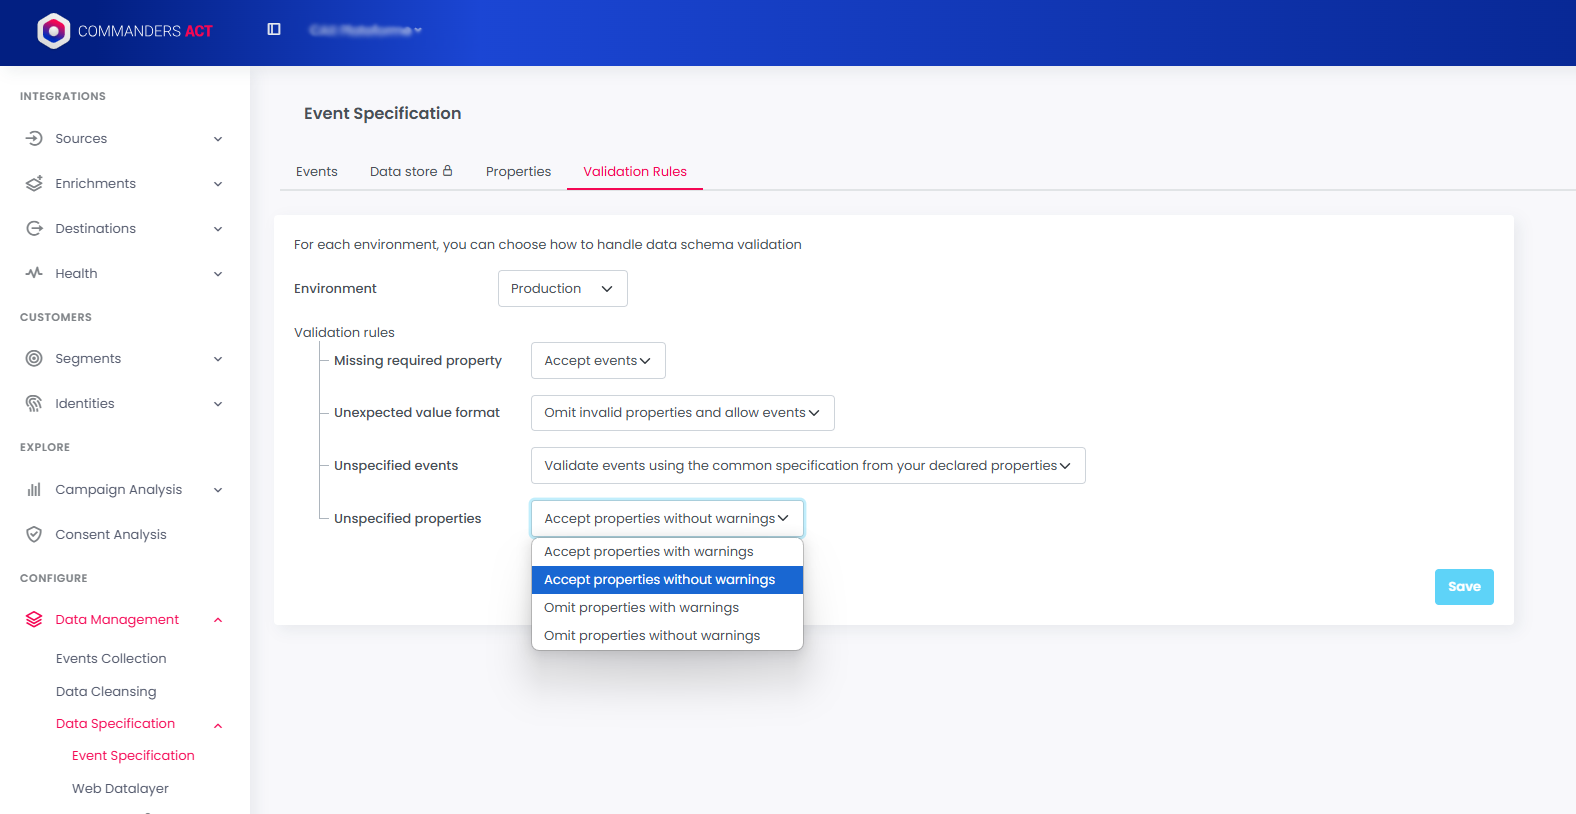 COMMANDERS ACT
INTEGRATIONS
Sources
Enrichments
Destinations
Health
CUSTOMERS
Segments
Identities
EXPLORE
Campaign Analysis
Consent Analysis
CONFIGURE
Data Management
Events Collection
Data Cleansing
Data Specification
Event Specification
Web Datalayer
Event Specification
Events Data store Properties Validation Rules
For each environment, you can choose how to handle data schema validation
Environment Production
Validation rules
Missing required property Accept events
Unexpected value format Omit invalid properties and allow events
Unspecified events Validate events using the common specification from your declared properties
Unspecified properties Accept properties without warnings
Accept properties with warnings
Accept properties without warnings
Omit properties with warnings
Omit properties without warnings
Save